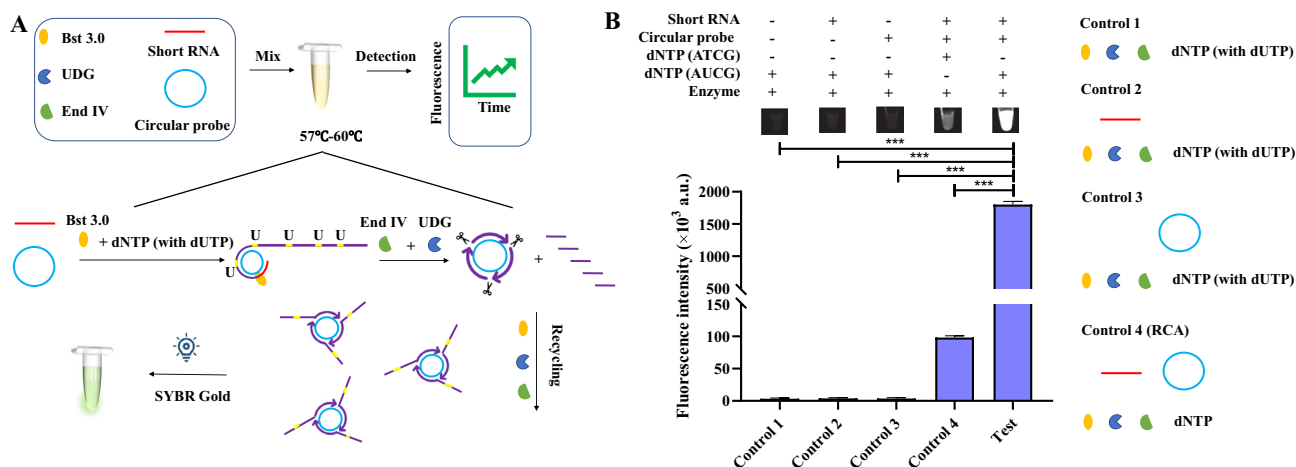 A
Bst 3.0
UDG
End IV
Short RNA
Circular probe
Mix
Detection
Fluorescence
Time
57℃-60℃
Bst 3.0
+ dNTP (with dUTP)
U
U U U U
End IV UDG
+
+
Recycling
SYBR Gold
B
Short RNA - + - + +
Circular probe - - + + +
dNTP (ATCG) - - - + -
dNTP (AUCG) + + + - +
Enzyme + + + + +
***
***
***
***
Fluorescence intensity (×10³ a.u.)
2000
1500
1000
500
150
100
50
0
Control 1
Control 2
Control 3
Control 4
Test
Control 1
dNTP (with dUTP)
Control 2
dNTP (with dUTP)
Control 3
dNTP (with dUTP)
Control 4 (RCA)
dNTP